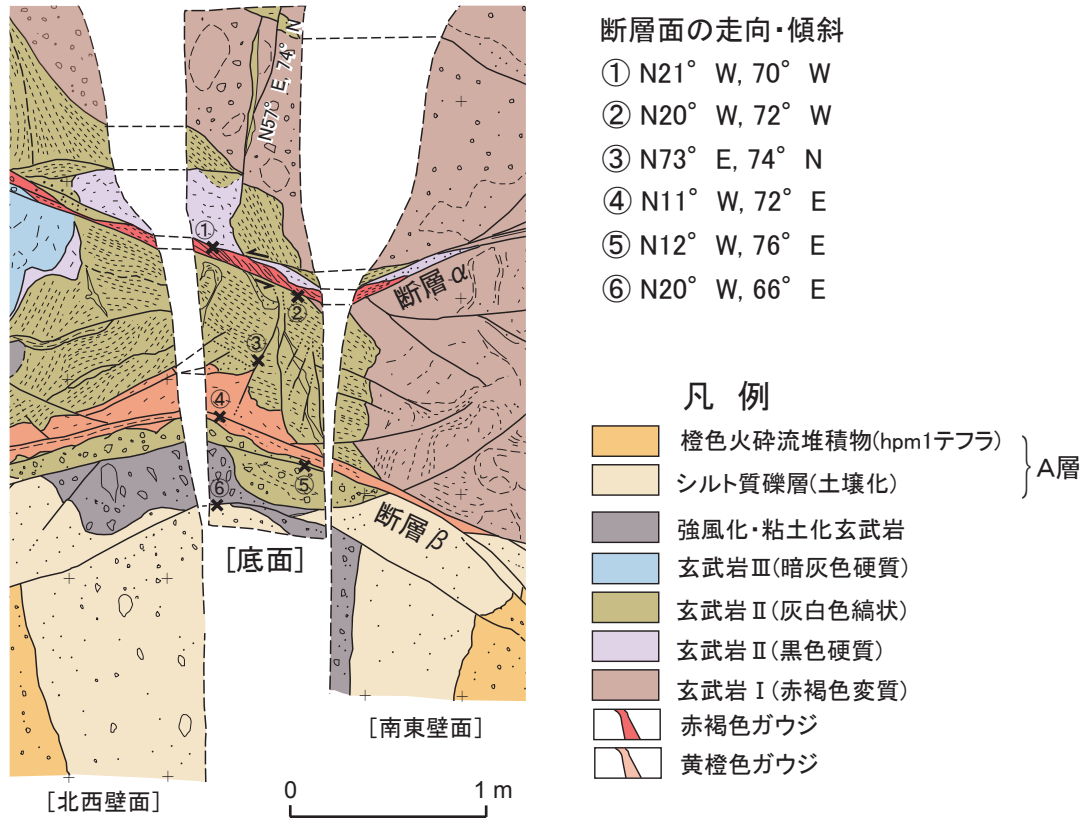 N57° E, 74° N
①
断層α
②
③
④
⑤
⑥
断層β
[底面]
[南東壁面]
[北西壁面]
0 1 m
断層面の走向・傾斜
① N21° W, 70° W
② N20° W, 72° W
③ N73° E, 74° N
④ N11° W, 72° E
⑤ N12° W, 76° E
⑥ N20° W, 66° E
凡 例
橙色火砕流堆積物(hpm1テフラ)
シルト質礫層(土壌化)
A層
強風化・粘土化玄武岩
玄武岩Ⅲ(暗灰色硬質)
玄武岩Ⅱ(灰白色縞状)
玄武岩Ⅱ(黒色硬質)
玄武岩Ⅰ(赤褐色変質)
赤褐色ガウジ
黄橙色ガウジ